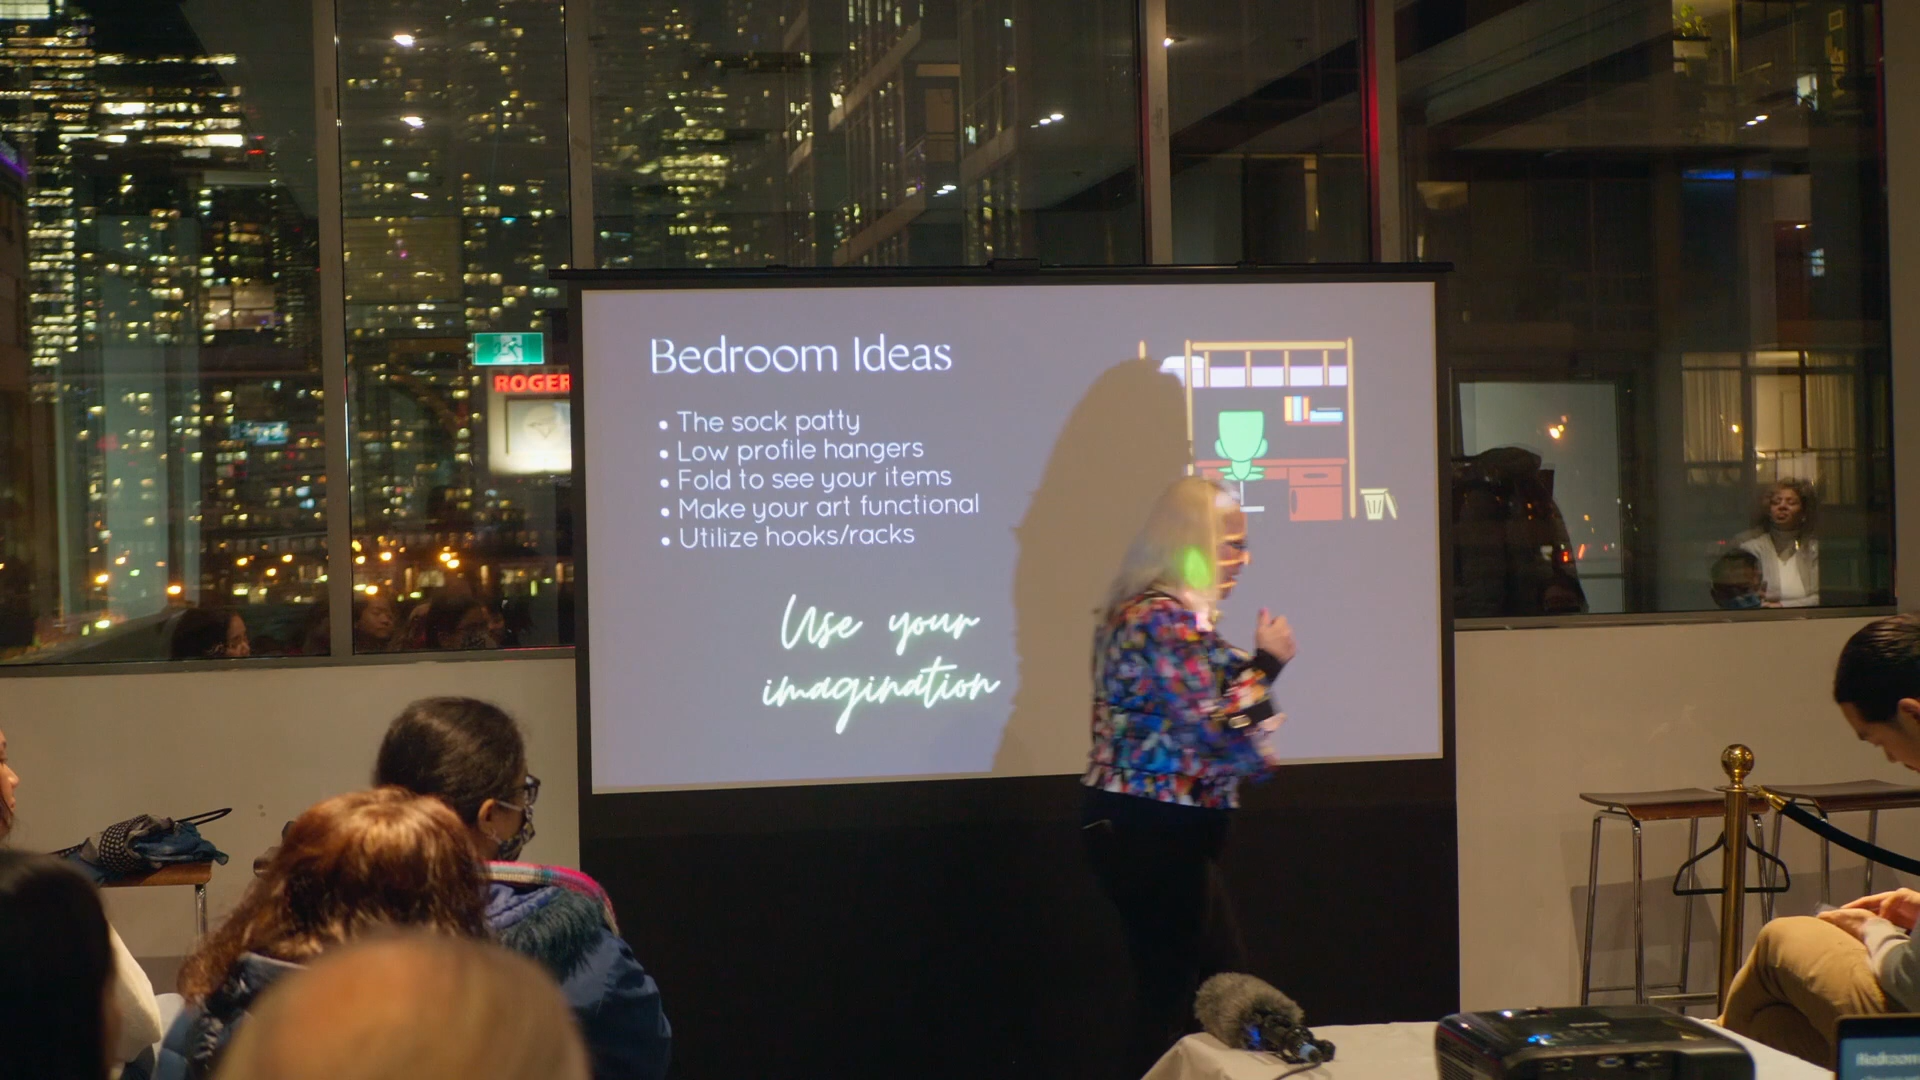 ROGER
Bedroom Ideas
• The sock patty
• Low profile hangers
• Fold to see your items
• Make your art functional
• Utilize hooks/racks
Use your
imagination
Bedroom